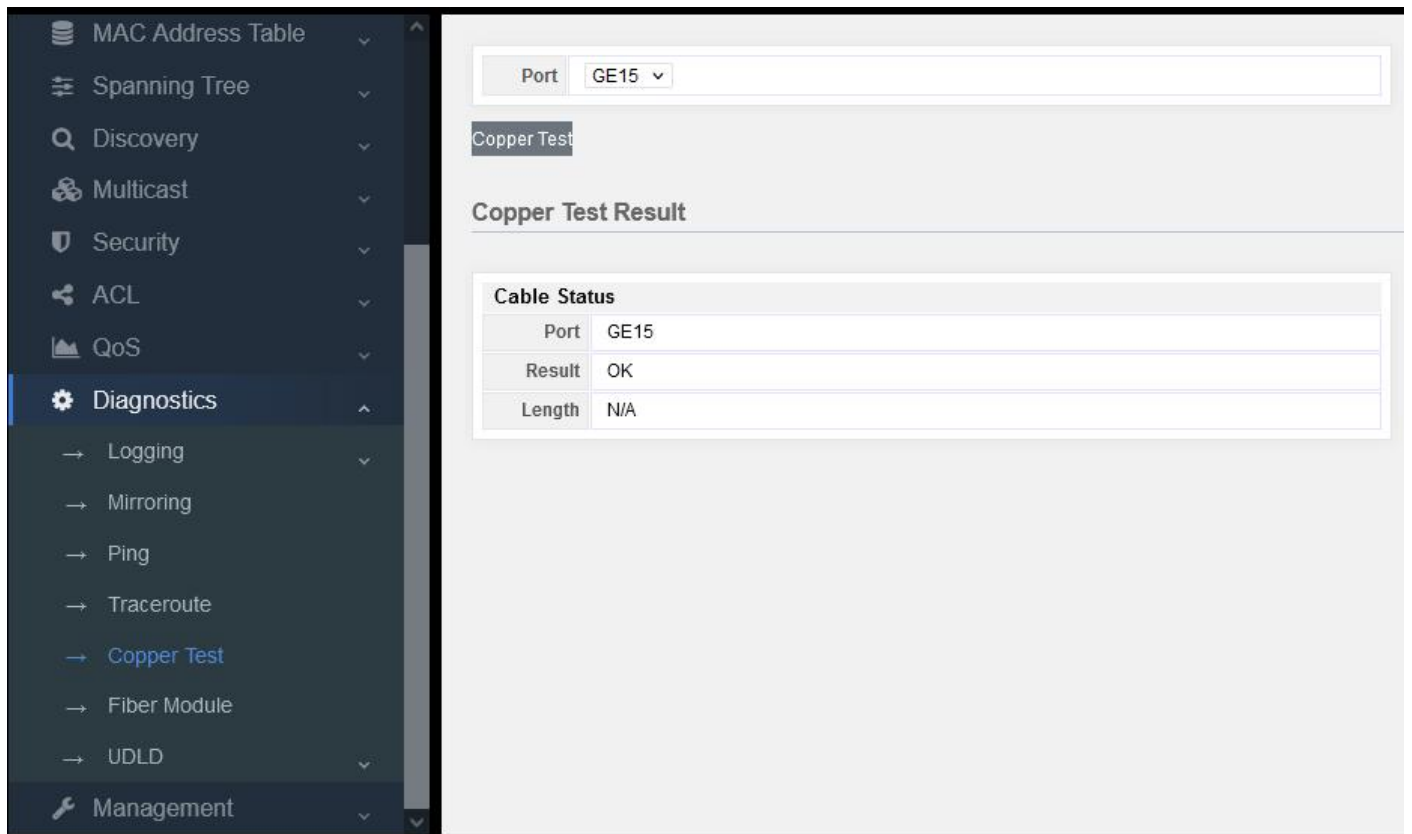 MAC Address Table
Spanning Tree
Discovery
Multicast
Security
ACL
QoS
Diagnostics
→ Logging
→ Mirroring
→ Ping
→ Traceroute
→ Copper Test
→ Fiber Module
→ UDLD
Management
Port GE15
Copper Test
Copper Test Result
Cable Status
Port GE15
Result OK
Length N/A